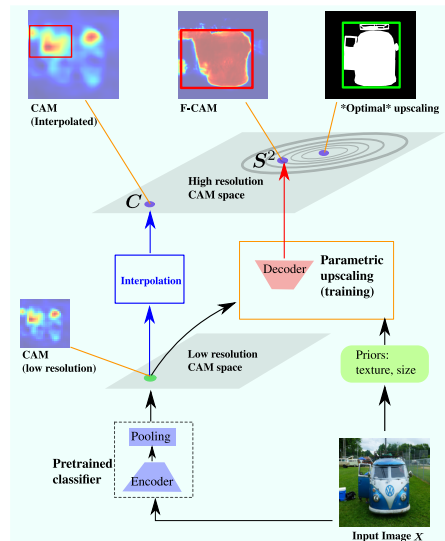 CAM
(Interpolated)
F-CAM
*Optimal* upscaling
C
S²
High resolution
CAM space
Interpolation
Decoder
Parametric
upscaling
(training)
CAM
(low resolution)
Low resolution
CAM space
Priors:
texture, size
Pooling
Pretrained
classifier
Encoder
Input Image X